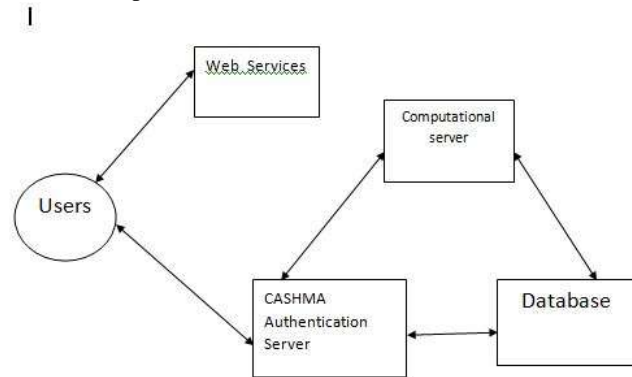 Web Services
Computational
server
Users
CASHMA
Authentication
Server
Database